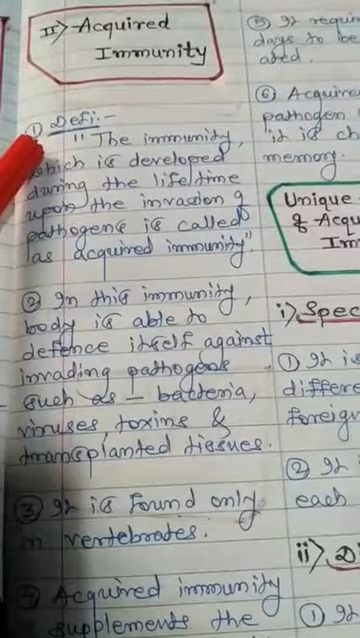 II> Acquired
Immunity
① Defi:-
" The immunity,
which is developed
during the lifetime
upon the invasion of
pathogens is called
as acquired immunity".
② In this immunity,
body is able to
defence itself against
invading pathogens
such as - bacteria,
viruses, toxins &
transplanted tissues.
③ It is found only
in vertebrates.
Acquired immunity
supplements the
⑤ It requir
days to be
ated.
⑥ Acquire
pathogen
it is ch
memory.
Unique
of Acqu
Imm
i) Spec
① It is
differe
foreign
② It i
each
ii) D
① It